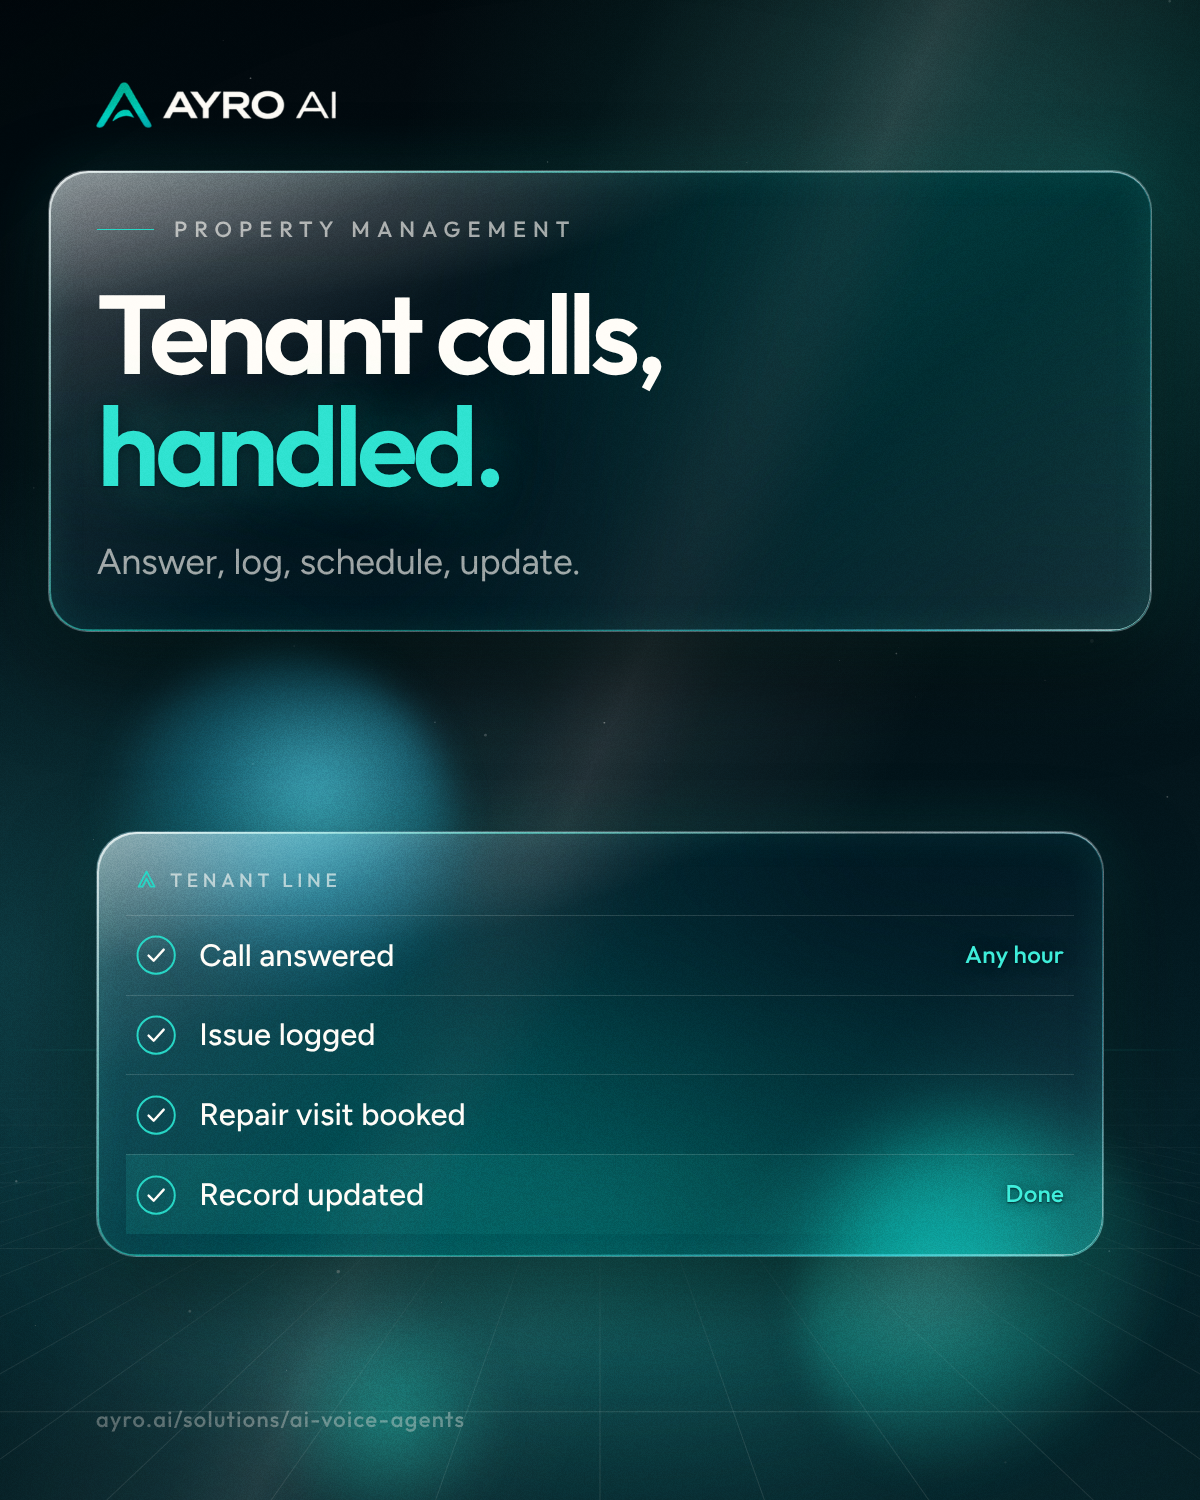 AYRO AI
PROPERTY MANAGEMENT
Tenant calls,
handled.
Answer, log, schedule, update.
TENANT LINE
Call answered
Any hour
Issue logged
Repair visit booked
Record updated
Done
ayro.ai/solutions/ai-voice-agents